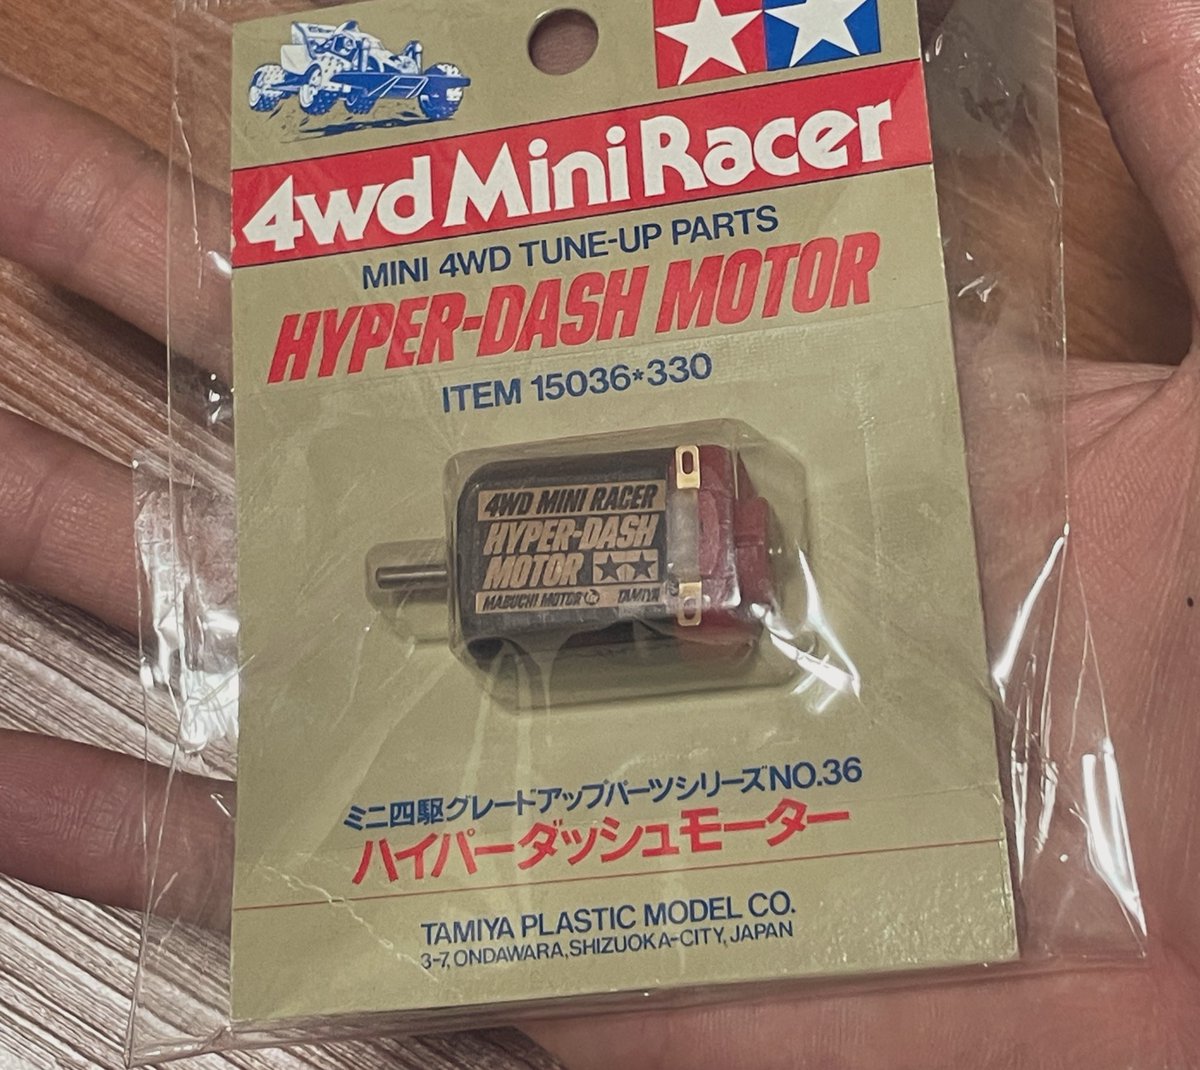 4wd Mini Racer
MINI 4WD TUNE-UP PARTS
HYPER-DASH MOTOR
ITEM 15036*330
4WD MINI RACER
HYPER-DASH
MOTOR
MABUCHI MOTOR TAMIYA
ミニ四駆グレードアップパーツシリーズNO.36
ハイパーダッシュモーター
TAMIYA PLASTIC MODEL CO.
3-7, ONDAWARA, SHIZUOKA-CITY, JAPAN